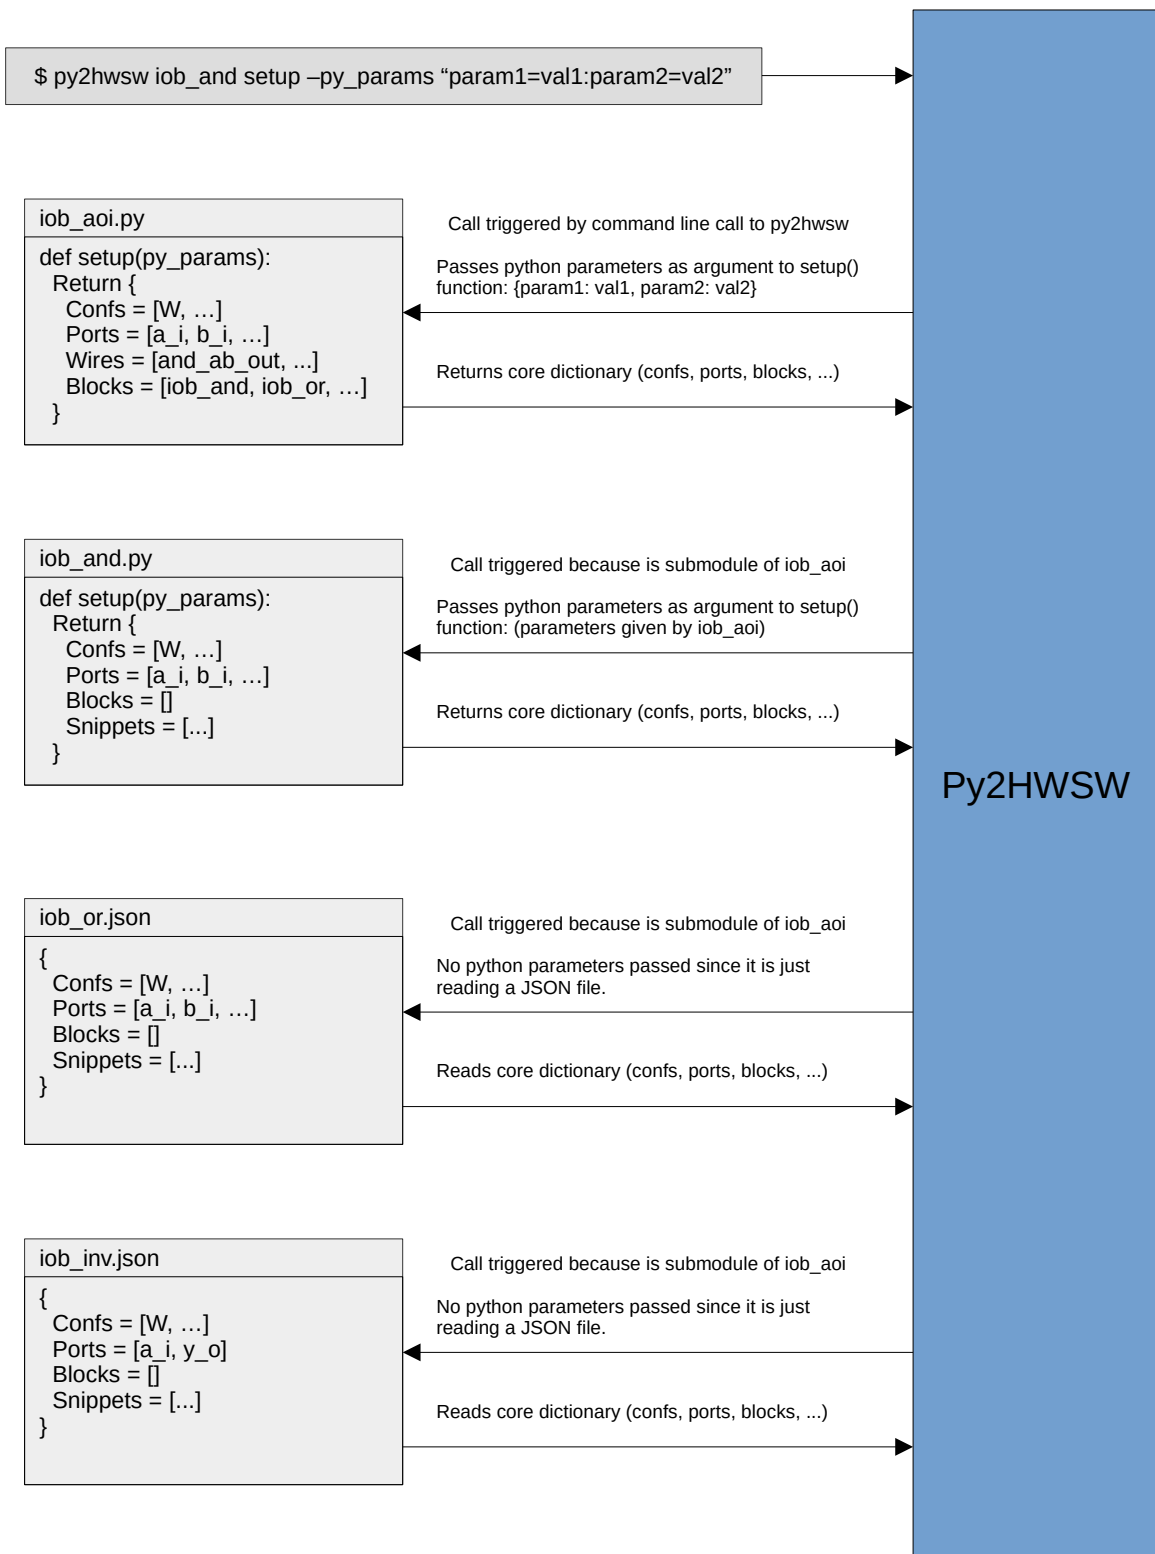 $ py2hwsw iob_and setup –py_params “param1=val1:param2=val2”
iob_aoi.py
def setup(py_params):
Return {
Confs = [W, …]
Ports = [a_i, b_i, …]
Wires = [and_ab_out, ...]
Blocks = [iob_and, iob_or, …]
}
Call triggered by command line call to py2hwsw
Passes python parameters as argument to setup()
function: {param1: val1, param2: val2}
Returns core dictionary (confs, ports, blocks, ...)
iob_and.py
def setup(py_params):
Return {
Confs = [W, …]
Ports = [a_i, b_i, …]
Blocks = []
Snippets = [...]
}
Call triggered because is submodule of iob_aoi
Passes python parameters as argument to setup()
function: (parameters given by iob_aoi)
Returns core dictionary (confs, ports, blocks, ...)
Py2HWSW
iob_or.json
{
Confs = [W, …]
Ports = [a_i, b_i, …]
Blocks = []
Snippets = [...]
}
Call triggered because is submodule of iob_aoi
No python parameters passed since it is just
reading a JSON file.
Reads core dictionary (confs, ports, blocks, ...)
iob_inv.json
{
Confs = [W, …]
Ports = [a_i, y_o]
Blocks = []
Snippets = [...]
}
Call triggered because is submodule of iob_aoi
No python parameters passed since it is just
reading a JSON file.
Reads core dictionary (confs, ports, blocks, ...)